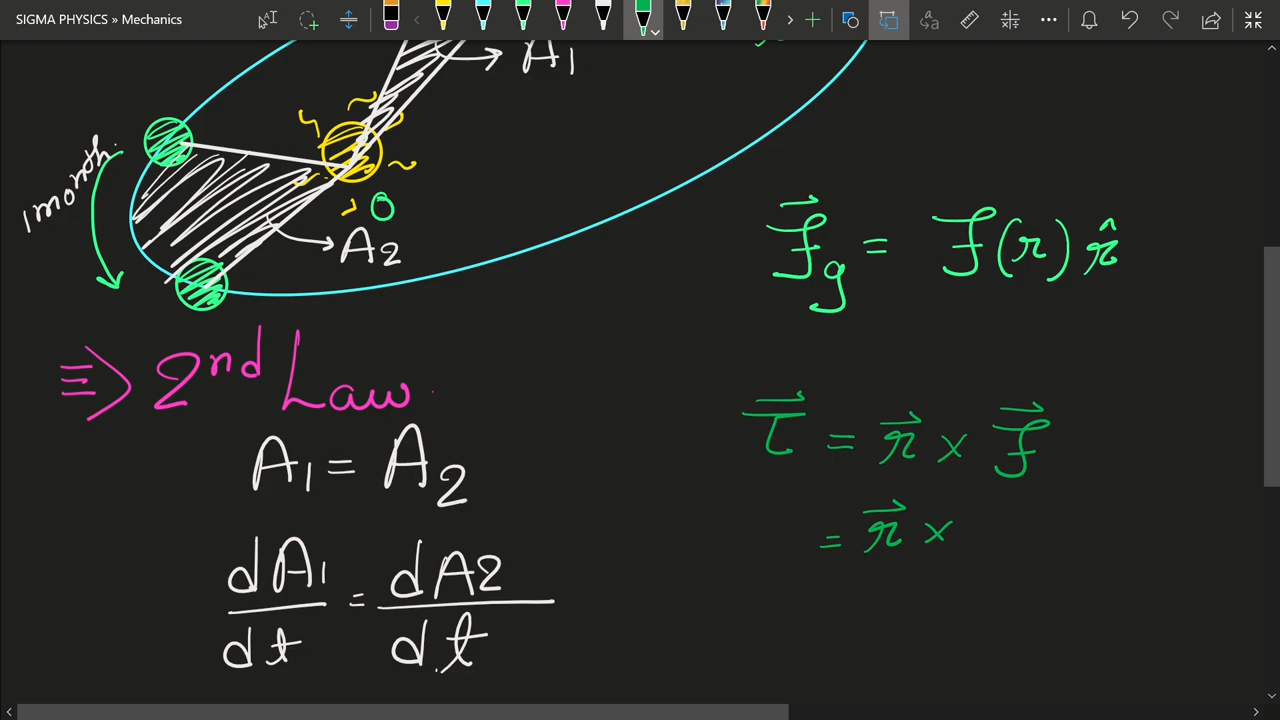 SIGMA PHYSICS » Mechanics
A1
1 month.
θ
A2
f⃗g = f(r) r̂
⇛ 2nd Law
A1 = A2
dA1/dt = dA2/dt
τ⃗ = r⃗ × f⃗
= r⃗ ×